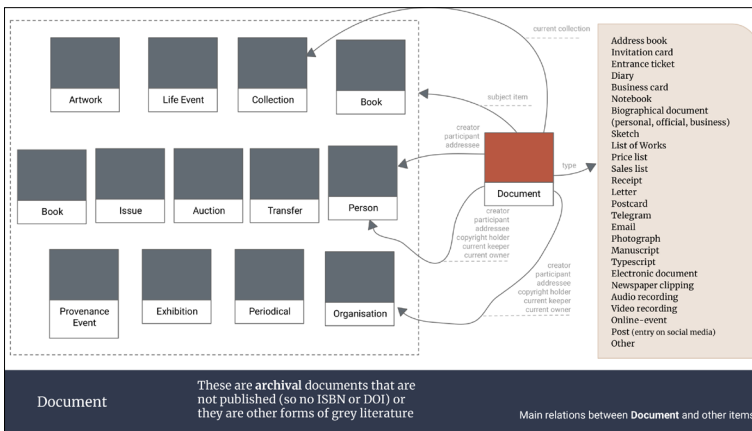 current collection
Artwork
Life Event
Collection
Book
subject item
creator
participant
addressee
Book
Issue
Auction
Transfer
Person
Document
type
creator
participant
addressee
copyright holder
current keeper
current owner
Provenance
Event
Exhibition
Periodical
Organisation
creator
participant
addressee
copyright holder
current keeper
current owner
Address book
Invitation card
Entrance ticket
Diary
Business card
Notebook
Biographical document
(personal, official, business)
Sketch
List of Works
Price list
Sales list
Receipt
Letter
Postcard
Telegram
Email
Photograph
Manuscript
Typescript
Electronic document
Newspaper clipping
Audio recording
Video recording
Online-event
Post (entry on social media)
Other
Document
These are archival documents that are
not published (so no ISBN or DOI) or
they are other forms of grey literature
Main relations between Document and other items